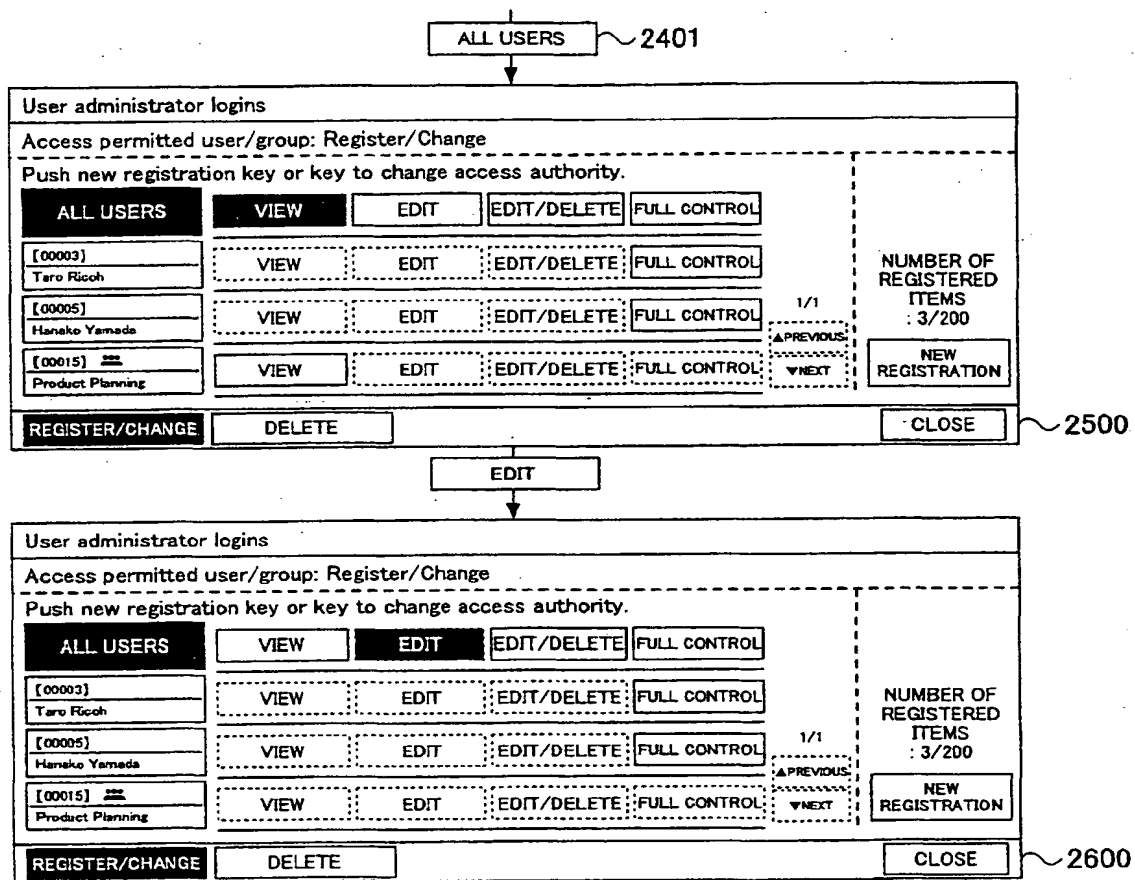 ALL USERS 2401
User administrator logins
Access permitted user/group: Register/Change
Push new registration key or key to change access authority.
ALL USERS VIEW EDIT EDIT/DELETE FULL CONTROL
[00003]
Taro Ricoh
VIEW EDIT EDIT/DELETE FULL CONTROL
[00005]
Hanako Yamada
VIEW EDIT EDIT/DELETE FULL CONTROL
[00015]
Product Planning
VIEW EDIT EDIT/DELETE FULL CONTROL
1/1
▲PREVIOUS
▼NEXT
NUMBER OF
REGISTERED
ITEMS
: 3/200
NEW
REGISTRATION
REGISTER/CHANGE DELETE CLOSE 2500
EDIT
User administrator logins
Access permitted user/group: Register/Change
Push new registration key or key to change access authority.
ALL USERS VIEW EDIT EDIT/DELETE FULL CONTROL
[00003]
Taro Ricoh
VIEW EDIT EDIT/DELETE FULL CONTROL
[00005]
Hanako Yamada
VIEW EDIT EDIT/DELETE FULL CONTROL
[00015]
Product Planning
VIEW EDIT EDIT/DELETE FULL CONTROL
1/1
▲PREVIOUS
▼NEXT
NUMBER OF
REGISTERED
ITEMS
: 3/200
NEW
REGISTRATION
REGISTER/CHANGE DELETE CLOSE 2600